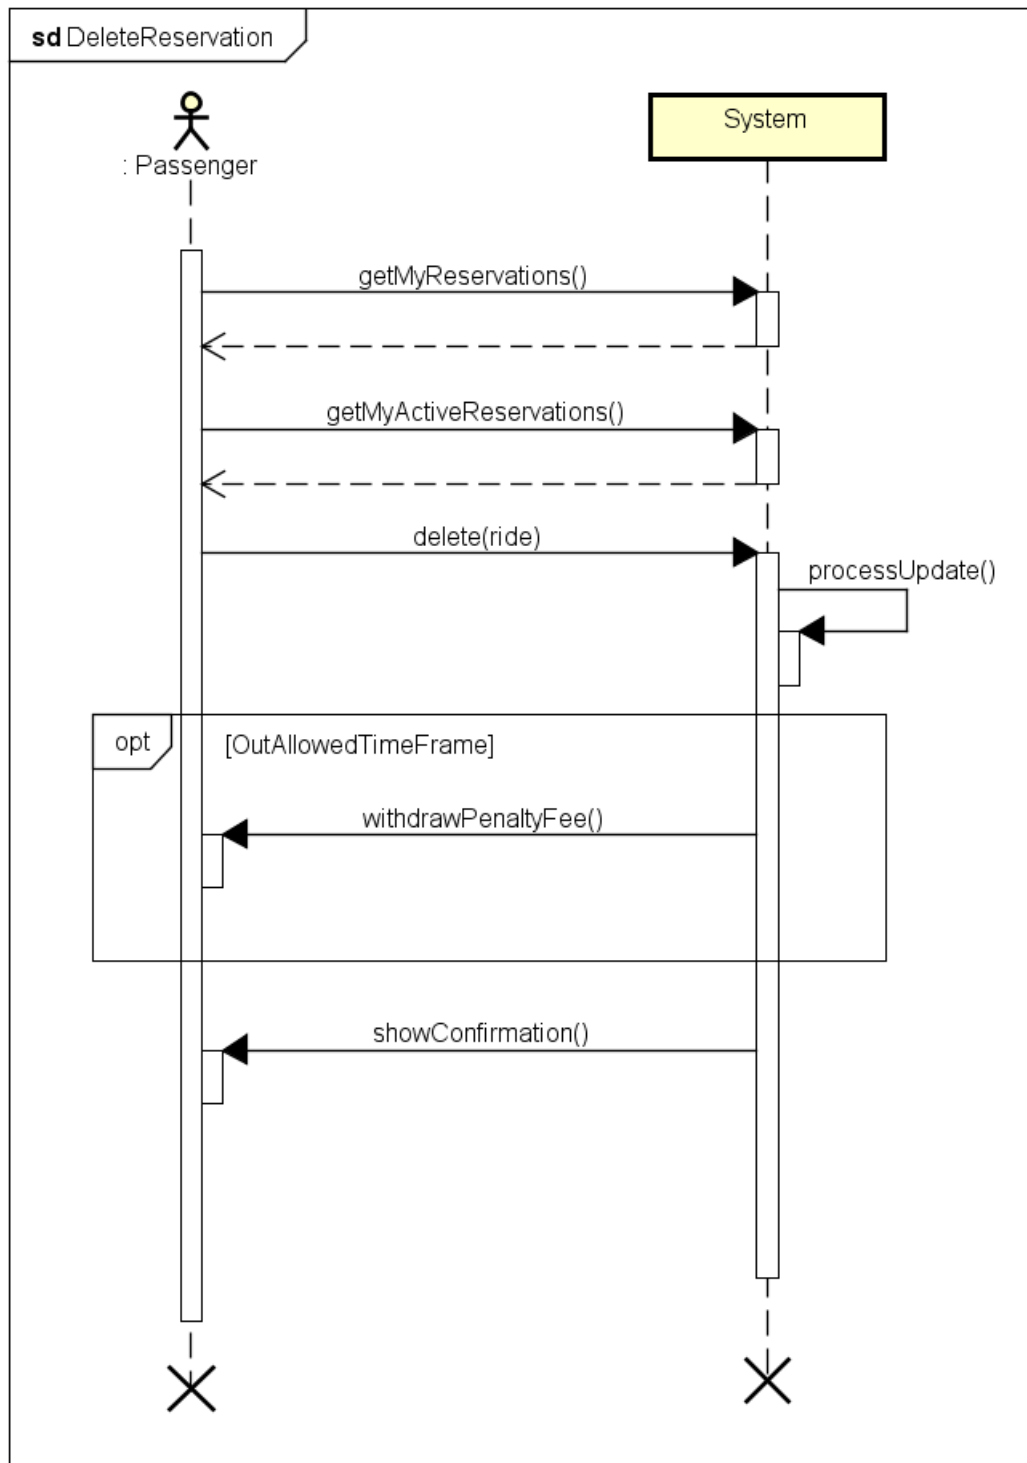 sd DeleteReservation
: Passenger
System
getMyReservations()
getMyActiveReservations()
delete(ride)
processUpdate()
opt
[OutAllowedTimeFrame]
withdrawPenaltyFee()
showConfirmation()